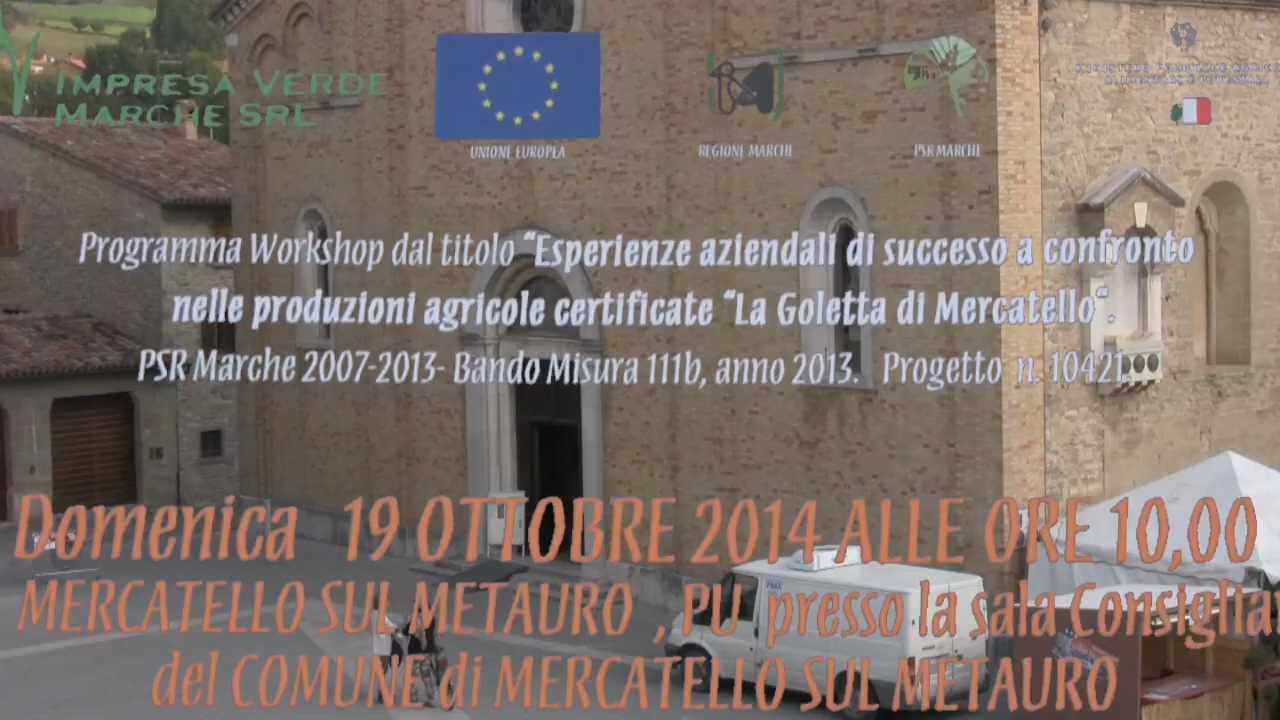 IMPRESA VERDE
MARCHE SRL
UNIONE EUROPEA
REGIONE MARCHE
PSR MARCHE
Programma Workshop dal titolo “Esperienze aziendali di successo a confronto
nelle produzioni agricole certificate “La Goletta di Mercatello“.
PSR Marche 2007-2013- Bando Misura 111b, anno 2013. Progetto n. 10421.
Domenica 19 OTTOBRE 2014 ALLE ORE 10,00
MERCATELLO SUL METAURO , PU presso la sala Consiglia
del COMUNE di MERCATELLO SUL METAURO